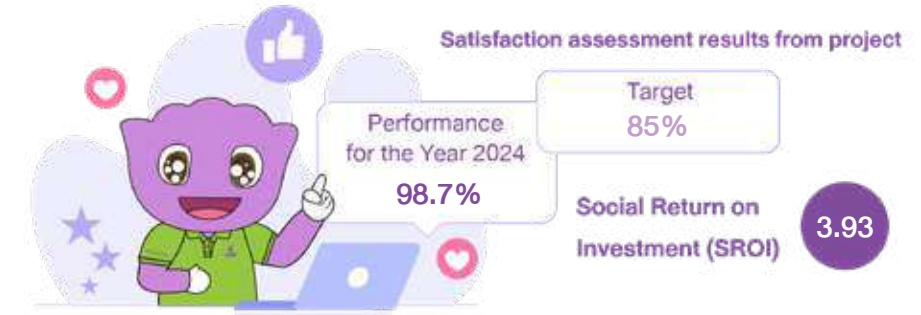 Satisfaction assessment results from project
Target
85%
Performance
for the Year 2024
98.7%
Social Return on
Investment (SROI)
3.93